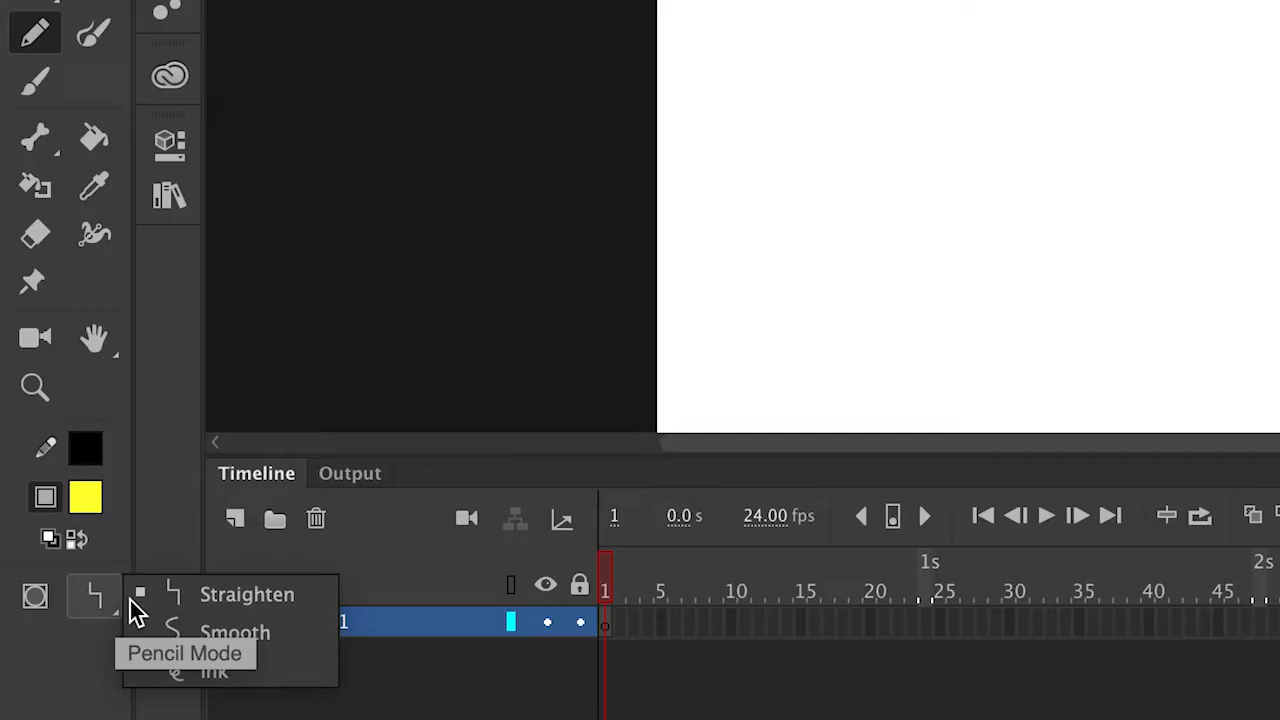 Timeline Output
1 0.0 s 24.00 fps
1s 2s
1 5 10 15 20 25 30 35 40 45
1
Straighten
Smooth
Pencil Mode
Ink